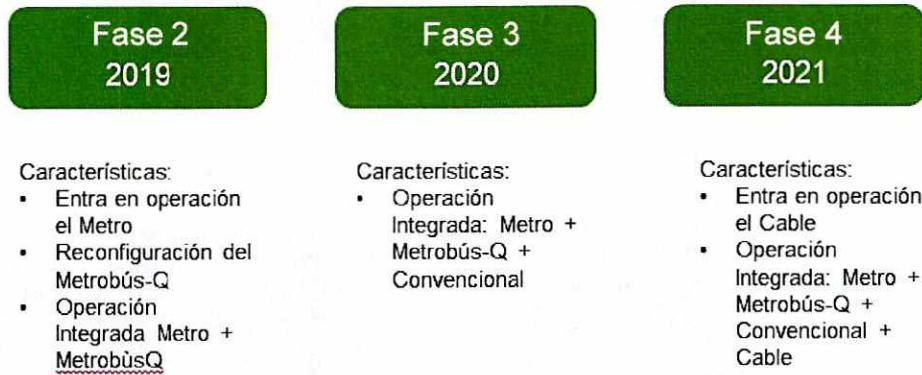 Fase 2
2019
Características:
• Entra en operación
el Metro
• Reconfiguración del
Metrobús-Q
• Operación
Integrada Metro +
MetrobùsQ
Fase 3
2020
Características:
• Operación
Integrada: Metro +
Metrobús-Q +
Convencional
Fase 4
2021
Características:
• Entra en operación
el Cable
• Operación
Integrada: Metro +
Metrobús-Q +
Convencional +
Cable